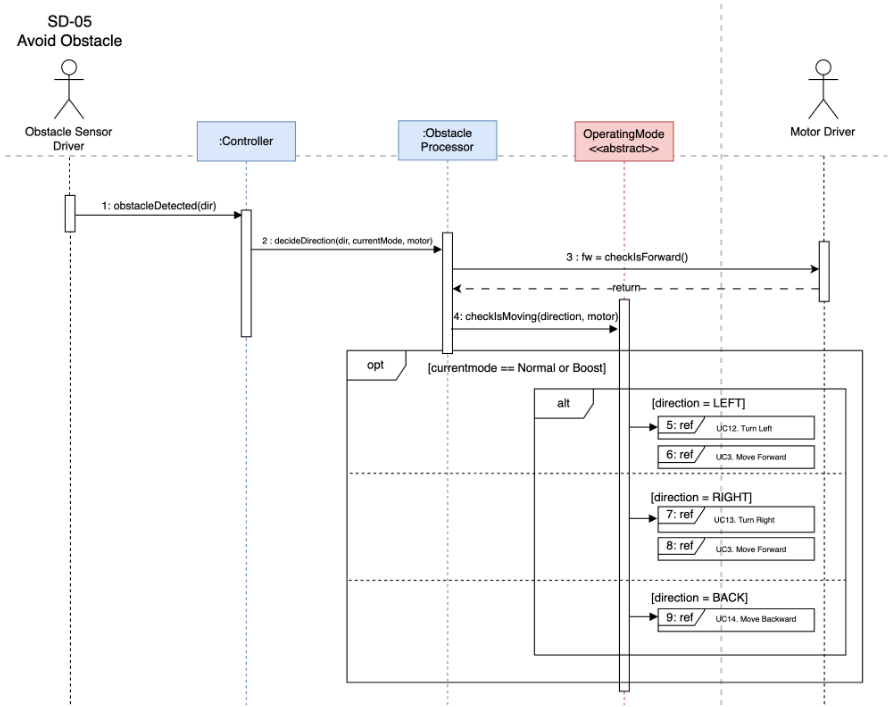 SD-05
Avoid Obstacle
Obstacle Sensor
Driver
:Controller
:Obstacle
Processor
OperatingMode
<<abstract>>
Motor Driver
1: obstacleDetected(dir)
2 : decideDirection(dir, currentMode, motor)
3 : fw = checkIsForward()
return
4: checkIsMoving(direction, motor)
opt
[currentmode == Normal or Boost]
alt
[direction = LEFT]
5: ref
UC12. Turn Left
6: ref
UC3. Move Forward
[direction = RIGHT]
7: ref
UC13. Turn Right
8: ref
UC3. Move Forward
[direction = BACK]
9: ref
UC14. Move Backward